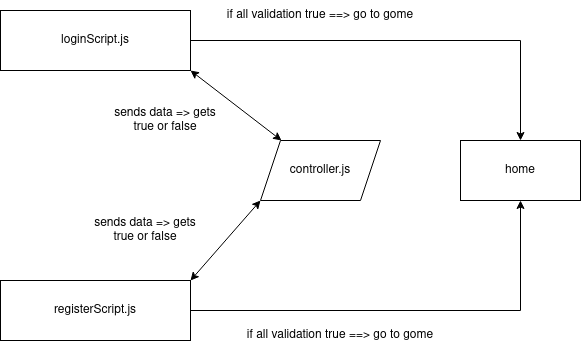 if all validation true ==> go to gome
loginScript.js
sends data => gets
true or false
controller.js
home
sends data => gets
true or false
registerScript.js
if all validation true ==> go to gome